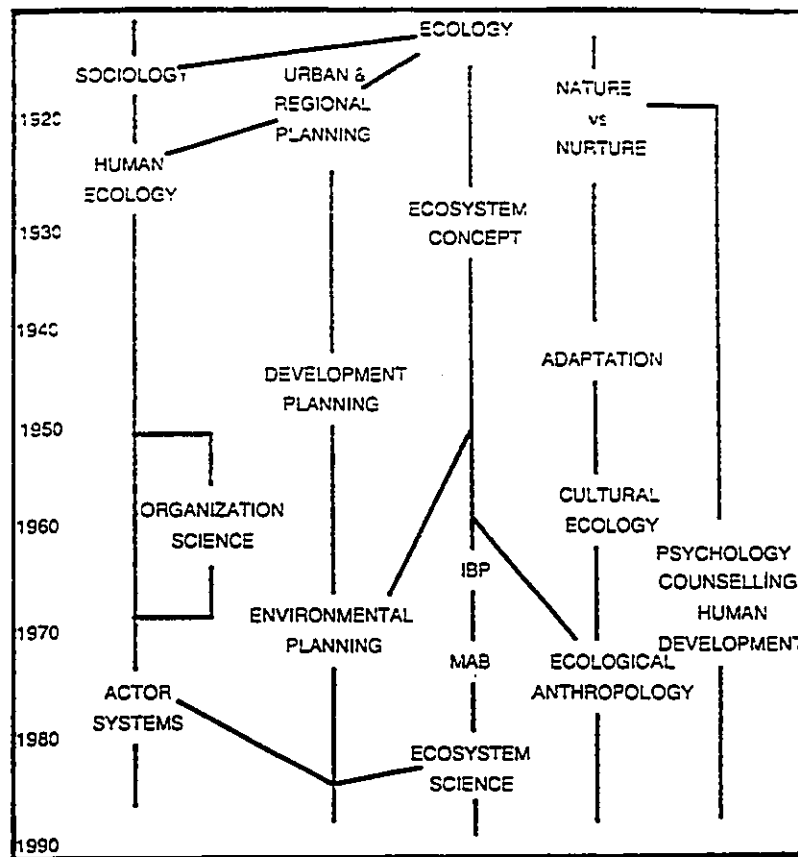 ECOLOGY
SOCIOLOGY
URBAN &
REGIONAL
PLANNING
NATURE
vs
NURTURE
1920
HUMAN
ECOLOGY
ECOSYSTEM
CONCEPT
1930
1940
ADAPTATION
DEVELOPMENT
PLANNING
1950
CULTURAL
ECOLOGY
ORGANIZATION
SCIENCE
1960
PSYCHOLOGY
COUNSELLING
HUMAN
DEVELOPMENT
IBP
ENVIRONMENTAL
PLANNING
1970
MAB
ECOLOGICAL
ANTHROPOLOGY
ACTOR
SYSTEMS
1980
ECOSYSTEM
SCIENCE
1990